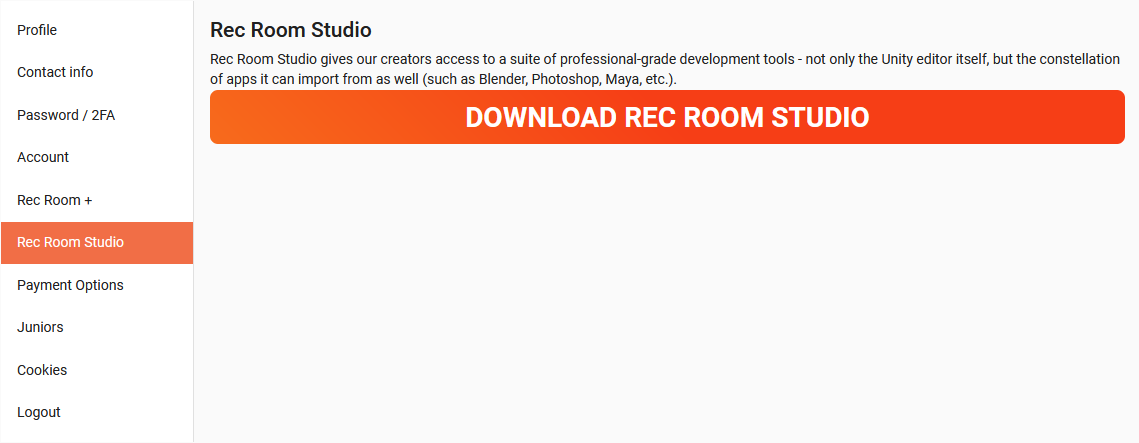 Profile
Contact info
Password / 2FA
Account
Rec Room +
Rec Room Studio
Payment Options
Juniors
Cookies
Logout
Rec Room Studio
Rec Room Studio gives our creators access to a suite of professional-grade development tools - not only the Unity editor itself, but the constellation
of apps it can import from as well (such as Blender, Photoshop, Maya, etc.).
DOWNLOAD REC ROOM STUDIO